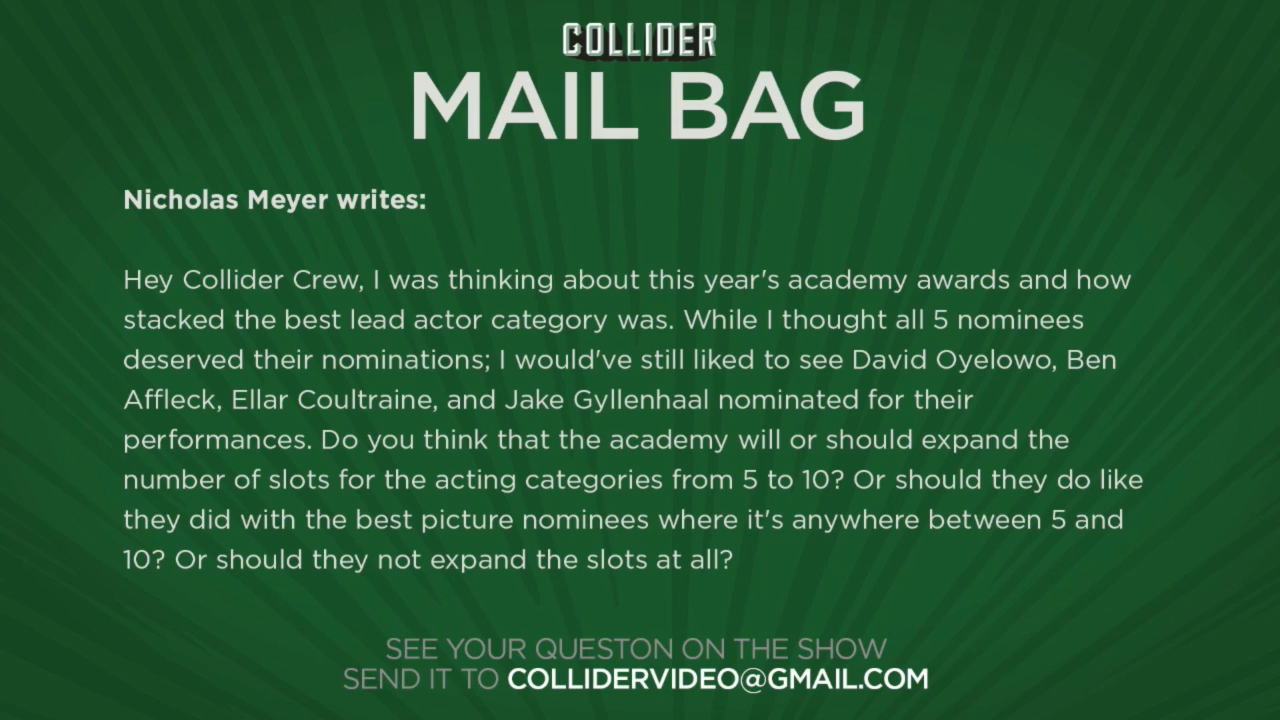 COLLIDER
MAIL BAG
Nicholas Meyer writes:
Hey Collider Crew, I was thinking about this year's academy awards and how
stacked the best lead actor category was. While I thought all 5 nominees
deserved their nominations; I would've still liked to see David Oyelowo, Ben
Affleck, Ellar Coultraine, and Jake Gyllenhaal nominated for their
performances. Do you think that the academy will or should expand the
number of slots for the acting categories from 5 to 10? Or should they do like
they did with the best picture nominees where it's anywhere between 5 and
10? Or should they not expand the slots at all?
SEE YOUR QUESTON ON THE SHOW
SEND IT TO COLLIDERVIDEO@GMAIL.COM